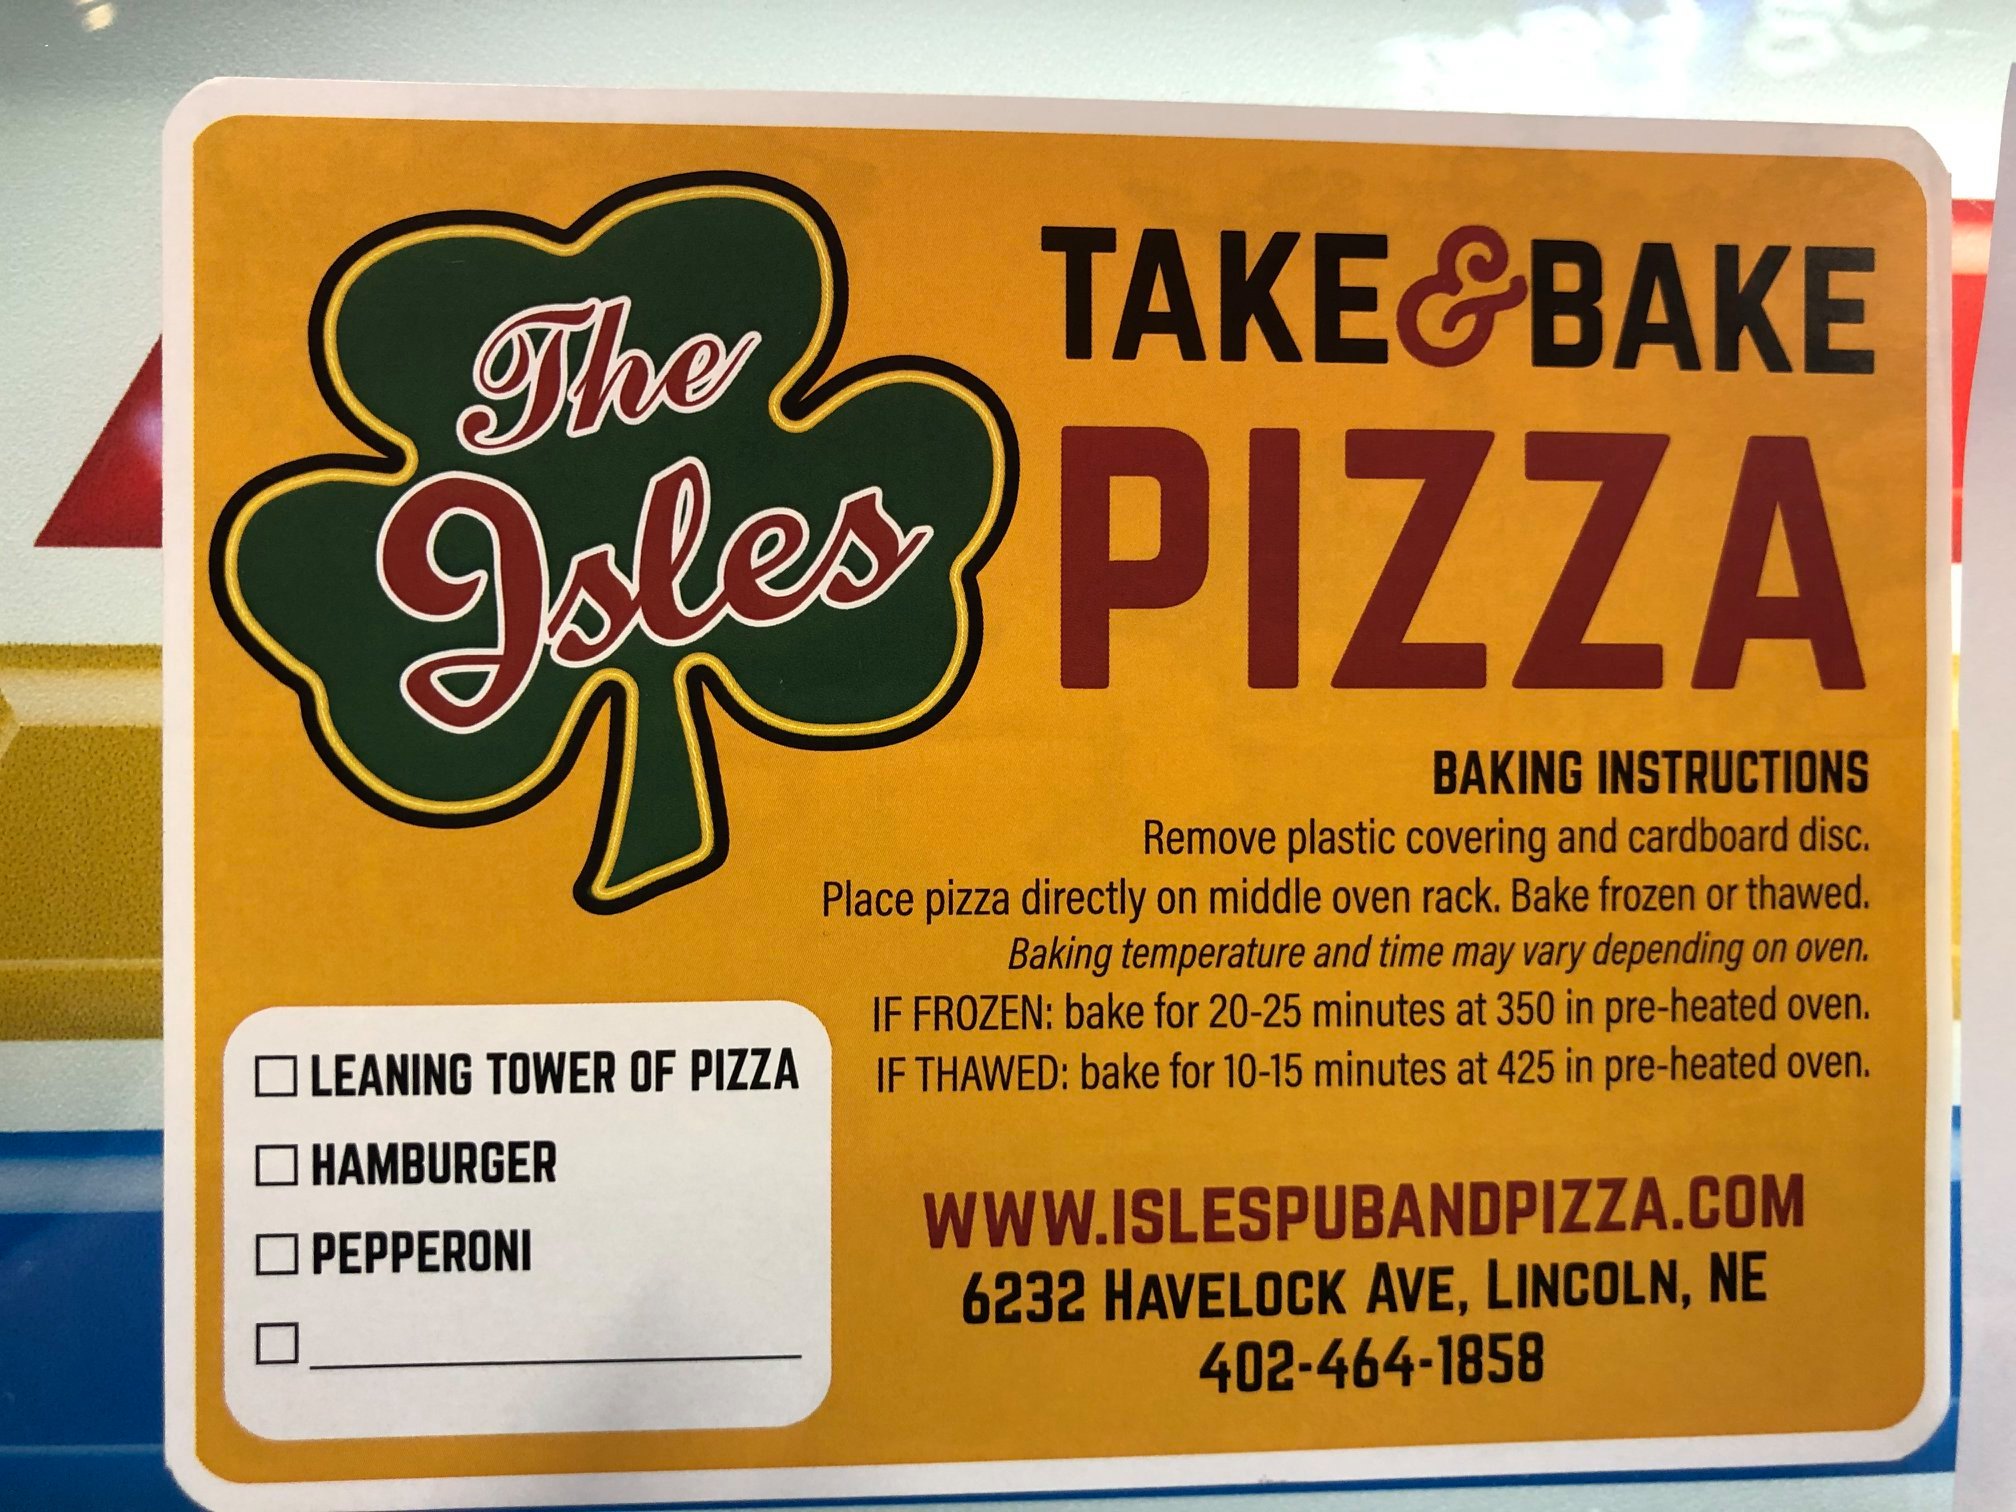 The
Isles
TAKE & BAKE
PIZZA
BAKING INSTRUCTIONS
Remove plastic covering and cardboard disc.
Place pizza directly on middle oven rack. Bake frozen or thawed.
Baking temperature and time may vary depending on oven.
IF FROZEN: bake for 20-25 minutes at 350 in pre-heated oven.
IF THAWED: bake for 10-15 minutes at 425 in pre-heated oven.
LEANING TOWER OF PIZZA
HAMBURGER
PEPPERONI
WWW.ISLESPUBANDPIZZA.COM
6232 HAVELOCK AVE, LINCOLN, NE
402-464-1858